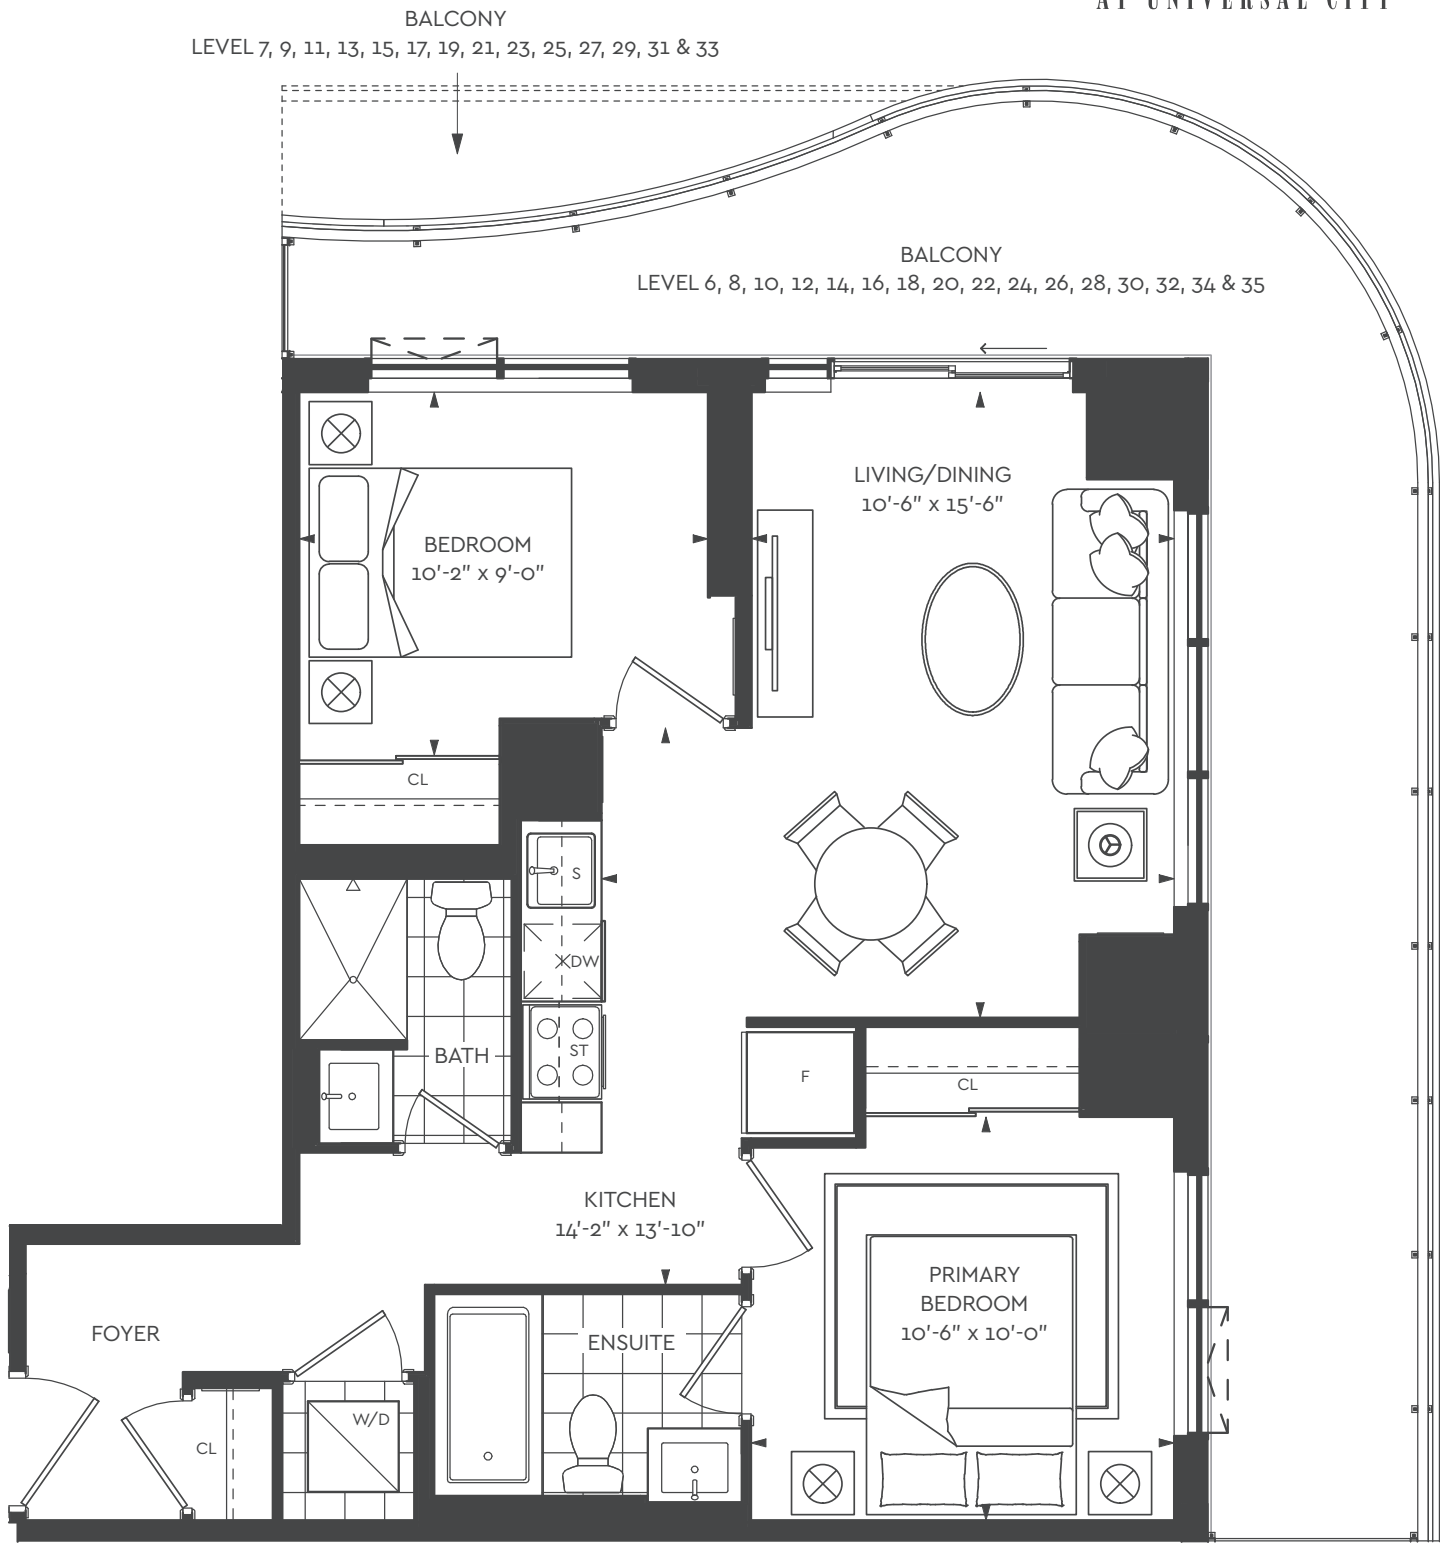 AT UNIVERSAL CITY
BALCONY
LEVEL 7, 9, 11, 13, 15, 17, 19, 21, 23, 25, 27, 29, 31 & 33
BALCONY
LEVEL 6, 8, 10, 12, 14, 16, 18, 20, 22, 24, 26, 28, 30, 32, 34 & 35
LIVING/DINING
10'-6" x 15'-6"
BEDROOM
10'-2" x 9'-0"
CL
S
DW
BATH
ST
F
CL
KITCHEN
14'-2" x 13'-10"
PRIMARY
BEDROOM
10'-6" x 10'-0"
FOYER
ENSUITE
W/D
CL